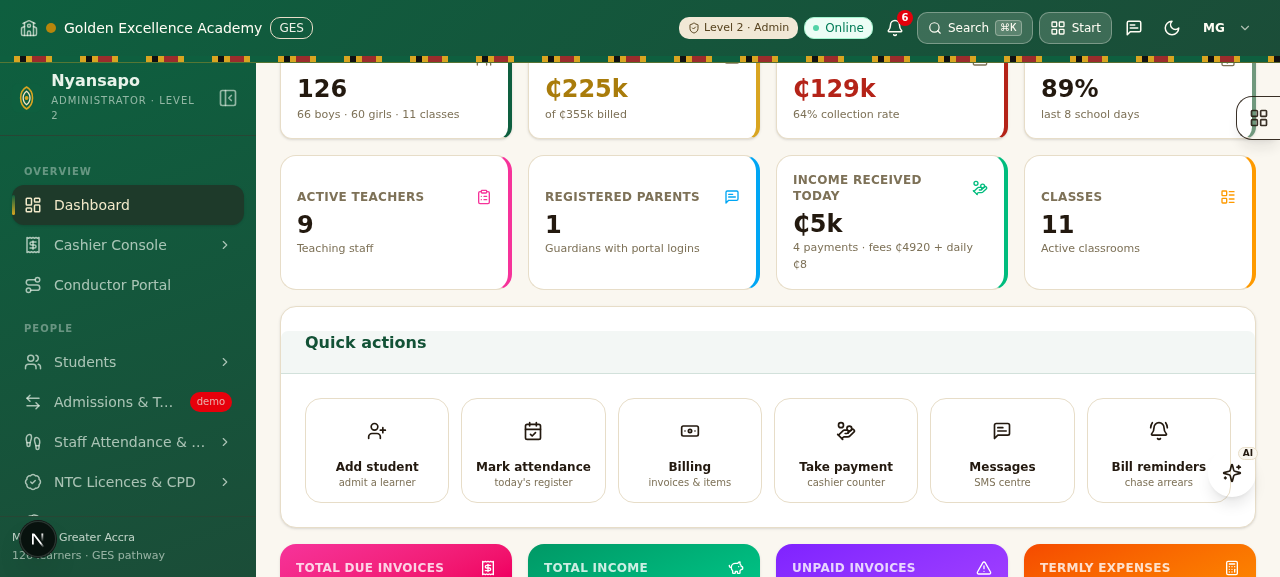 Golden Excellence Academy GES
Level 2 · Admin Online 6 Search ⌘K Start MG
Nyansapo
ADMINISTRATOR · LEVEL
2
OVERVIEW
Dashboard
Cashier Console
Conductor Portal
PEOPLE
Students
Admissions & T... demo
Staff Attendance & ...
NTC Licences & CPD
Greater Accra
N
learners · GES pathway
126 ₵225k ₵129k 89%
66 boys · 60 girls · 11 classes of ₵355k billed 64% collection rate last 8 school days
ACTIVE TEACHERS
9
Teaching staff
REGISTERED PARENTS
1
Guardians with portal logins
INCOME RECEIVED
TODAY
₵5k
4 payments · fees ₵4920 + daily
₵8
CLASSES
11
Active classrooms
Quick actions
Add student
admit a learner
Mark attendance
today's register
Billing
invoices & items
Take payment
cashier counter
Messages
SMS centre
Bill reminders
chase arrears
AI
TOTAL DUE INVOICES TOTAL INCOME UNPAID INVOICES TERMLY EXPENSES